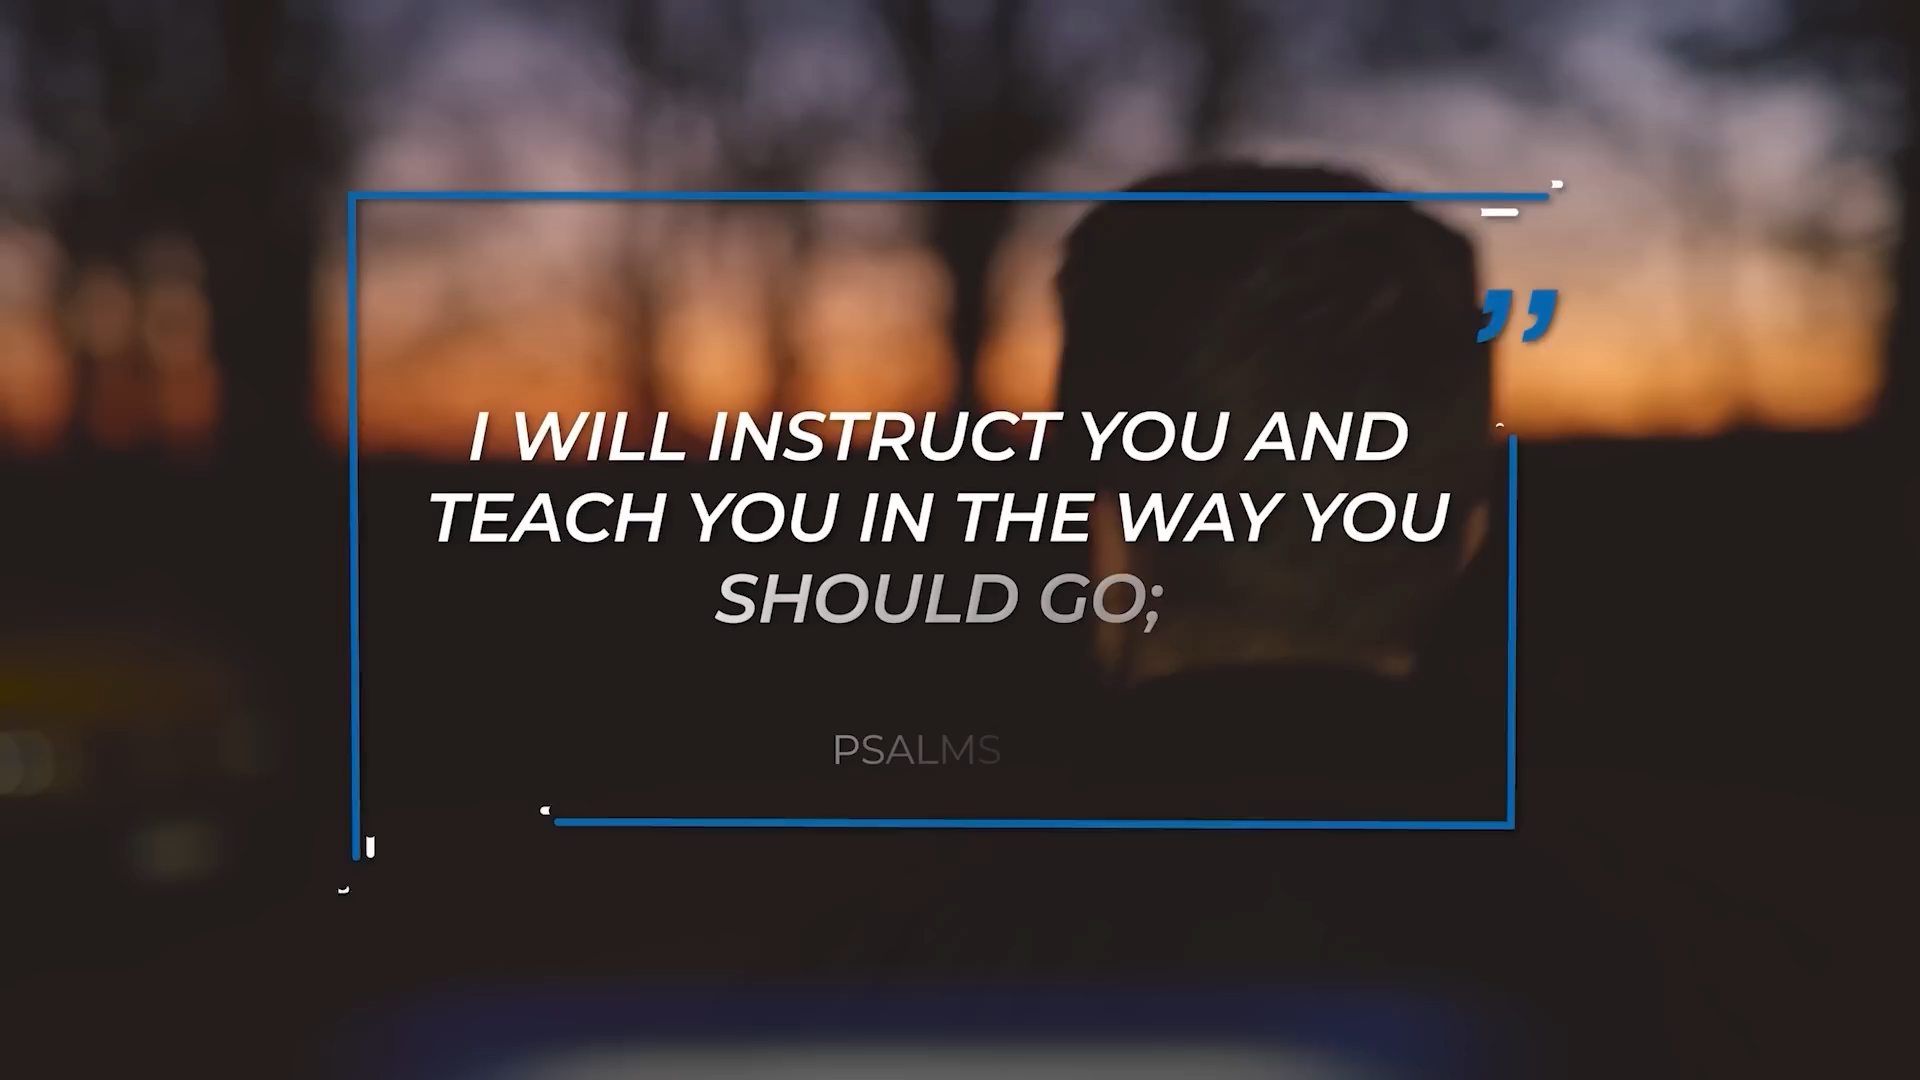 ”
I WILL INSTRUCT YOU AND
TEACH YOU IN THE WAY YOU
SHOULD GO;
PSALMS